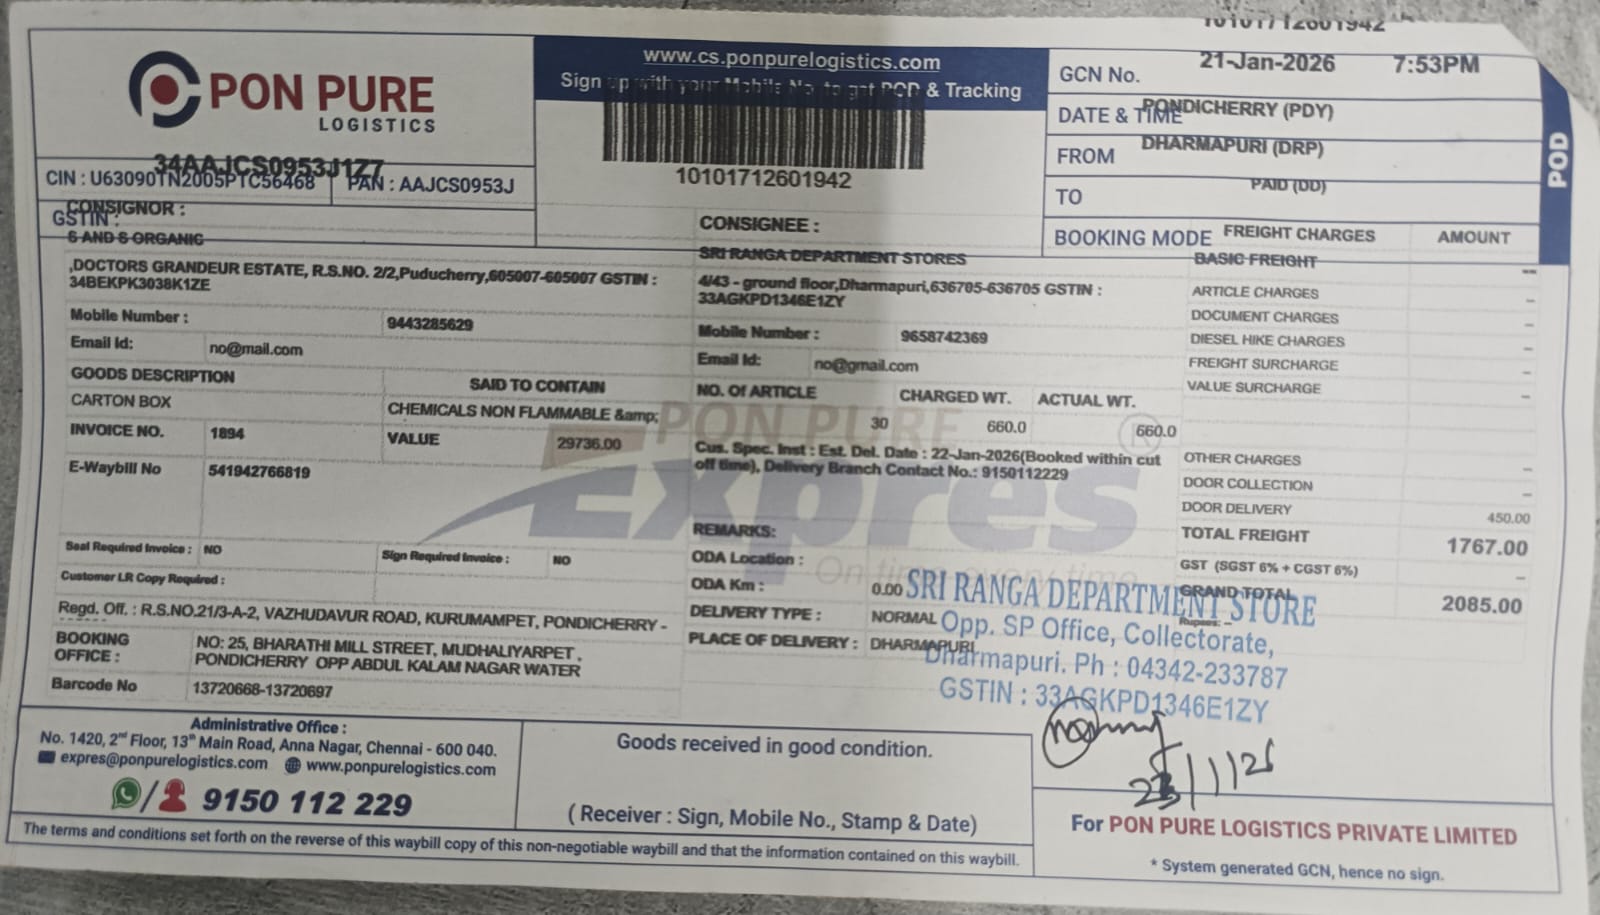 10101712601942
PON PURE
LOGISTICS
www.cs.ponpurelogistics.com
Sign up with your Mobile No. to get POD & Tracking
10101712601942
GCN No.
21-Jan-2026 7:53PM
DATE & TIME
PONDICHERRY (PDY)
FROM
DHARMAPURI (DRP)
TO
PAID (DD)
BOOKING MODE
POD
34AAJCS0953J1Z7
CIN : U63090TN2005PTC56468
PAN : AAJCS0953J
GSTIN :
CONSIGNOR :
S AND S ORGANIC
,DOCTORS GRANDEUR ESTATE, R.S.NO. 2/2,Puducherry,605007-605007 GSTIN :
34BEKPK3038K1ZE
Mobile Number : 9443285629
Email Id: no@mail.com
GOODS DESCRIPTION SAID TO CONTAIN
CARTON BOX CHEMICALS NON FLAMMABLE &amp;
INVOICE NO. 1894 VALUE 29736.00
E-Waybill No 541942766819
Seal Required Invoice : NO Sign Required Invoice : NO
Customer LR Copy Required :
Regd. Off. : R.S.NO.21/3-A-2, VAZHUDAVUR ROAD, KURUMAMPET, PONDICHERRY -
BOOKING OFFICE : NO: 25, BHARATHI MILL STREET, MUDHALIYARPET ,
PONDICHERRY OPP ABDUL KALAM NAGAR WATER
Barcode No 13720668-13720697
CONSIGNEE :
SRI RANGA DEPARTMENT STORES
4/43 - ground floor,Dharmapuri,636705-636705 GSTIN :
33AGKPD1346E1ZY
Mobile Number : 9658742369
Email Id: no@gmail.com
NO. Of ARTICLE CHARGED WT. ACTUAL WT.
30 660.0 660.0
Cus. Spec. Inst : Est. Del. Date : 22-Jan-2026(Booked within cut
off time), Delivery Branch Contact No.: 9150112229
REMARKS:
ODA Location :
ODA Km : 0.00
DELIVERY TYPE : NORMAL
PLACE OF DELIVERY : DHARMAPURI
PON PURE
Expres
On time every time
FREIGHT CHARGES AMOUNT
BASIC FREIGHT --
ARTICLE CHARGES --
DOCUMENT CHARGES --
DIESEL HIKE CHARGES --
FREIGHT SURCHARGE --
VALUE SURCHARGE --
OTHER CHARGES --
DOOR COLLECTION --
DOOR DELIVERY 450.00
TOTAL FREIGHT 1767.00
GST (SGST 6% + CGST 6%) --
GRAND TOTAL 2085.00
Rupees: --
SRI RANGA DEPARTMENT STORE
Opp. SP Office, Collectorate,
Dharmapuri. Ph : 04342-233787
GSTIN : 33AGKPD1346E1ZY
Administrative Office :
No. 1420, 2nd Floor, 13th Main Road, Anna Nagar, Chennai - 600 040.
expres@ponpurelogistics.com www.ponpurelogistics.com
9150 112 229
Goods received in good condition.
( Receiver : Sign, Mobile No., Stamp & Date)
For PON PURE LOGISTICS PRIVATE LIMITED
* System generated GCN, hence no sign.
The terms and conditions set forth on the reverse of this waybill copy of this non-negotiable waybill and that the information contained on this waybill.